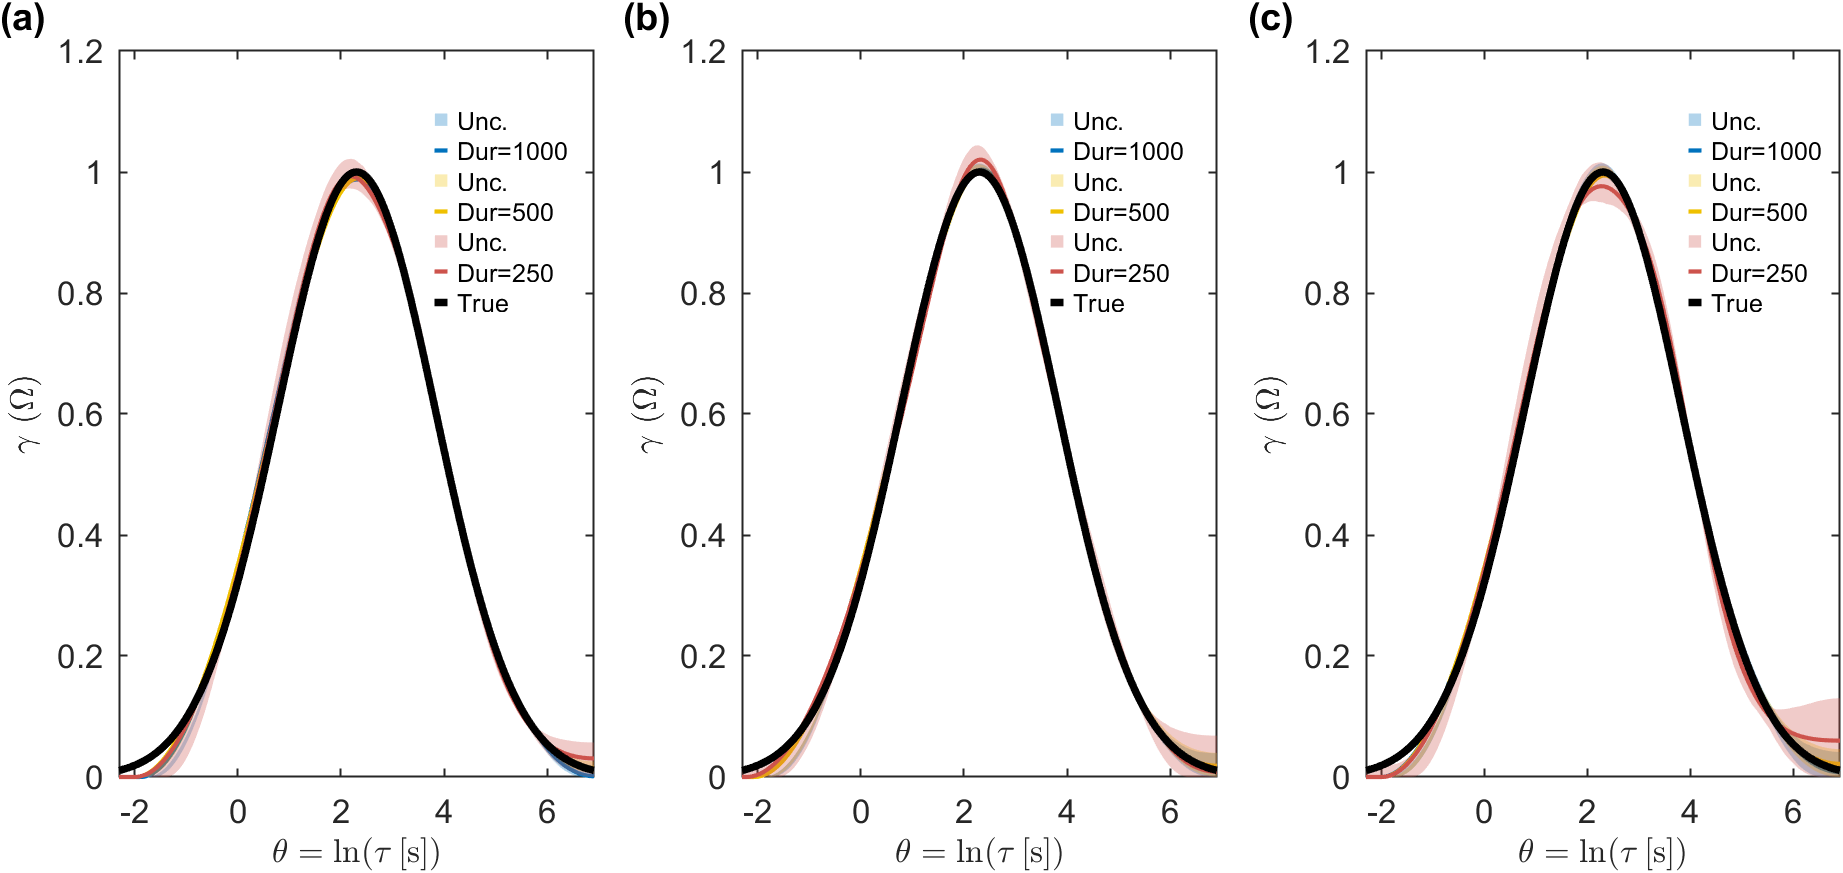 (a)
1.2
1
0.8
0.6
0.4
0.2
0
-2 0 2 4 6
γ (Ω)
θ = ln(τ [s])
Unc.
Dur=1000
Unc.
Dur=500
Unc.
Dur=250
True
(b)
1.2
1
0.8
0.6
0.4
0.2
0
-2 0 2 4 6
γ (Ω)
θ = ln(τ [s])
Unc.
Dur=1000
Unc.
Dur=500
Unc.
Dur=250
True
(c)
1.2
1
0.8
0.6
0.4
0.2
0
-2 0 2 4 6
γ (Ω)
θ = ln(τ [s])
Unc.
Dur=1000
Unc.
Dur=500
Unc.
Dur=250
True